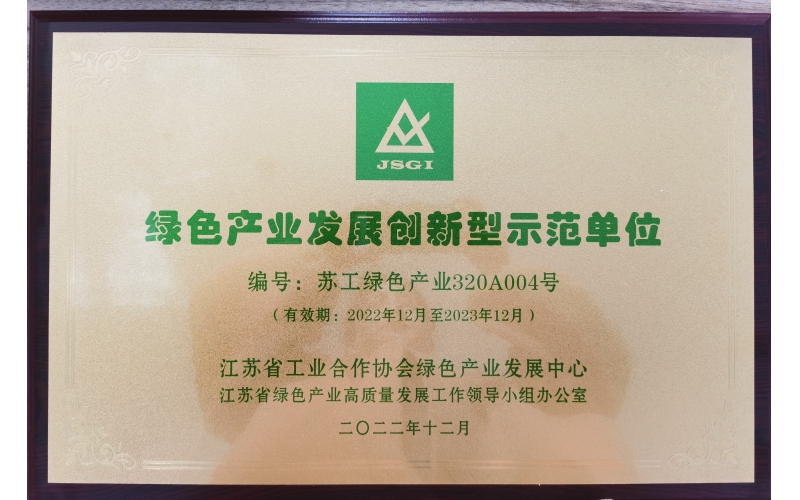 JSGI
绿色产业发展创新型示范单位
编号：苏工绿色产业320A004号
（有效期：2022年12月至2023年12月）
江苏省工业合作协会绿色产业发展中心
江苏省绿色产业高质量发展工作领导小组办公室
二〇二二年十二月